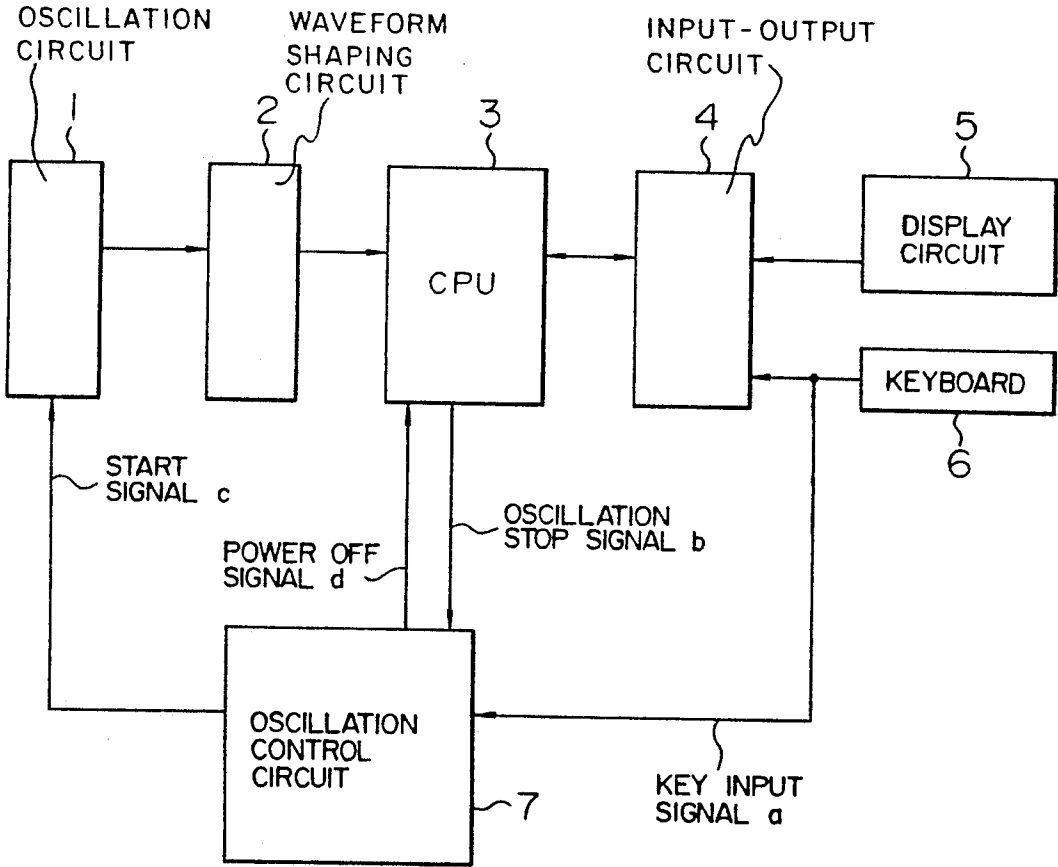 OSCILLATION
CIRCUIT
WAVEFORM
SHAPING
CIRCUIT
INPUT-OUTPUT
CIRCUIT
1
2
3
4
5
CPU
DISPLAY
CIRCUIT
KEYBOARD
6
START
SIGNAL c
POWER OFF
SIGNAL d
OSCILLATION
STOP SIGNAL b
OSCILLATION
CONTROL
CIRCUIT
7
KEY INPUT
SIGNAL a